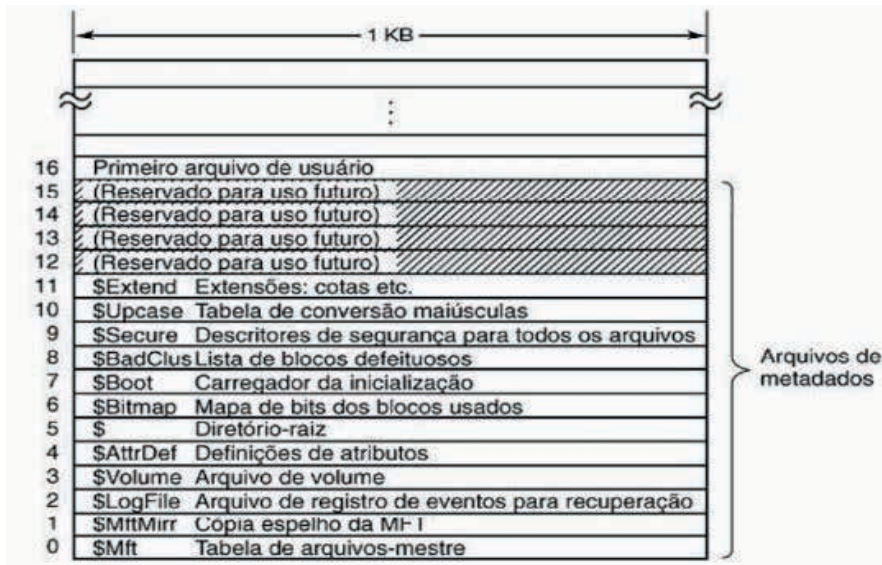 1 KB
16 Primeiro arquivo de usuário
15 (Reservado para uso futuro)
14 (Reservado para uso futuro)
13 (Reservado para uso futuro)
12 (Reservado para uso futuro)
11 $Extend Extensões: cotas etc.
10 $Upcase Tabela de conversão maiúsculas
9 $Secure Descritores de segurança para todos os arquivos
8 $BadClus Lista de blocos defeituosos
7 $Boot Carregador da inicialização
6 $Bitmap Mapa de bits dos blocos usados
5 $ Diretório-raiz
4 $AttrDef Definições de atributos
3 $Volume Arquivo de volume
2 $LogFile Arquivo de registro de eventos para recuperação
1 $MftMirr Cópia espelho da MFT
0 $Mft Tabela de arquivos-mestre
Arquivos de
metadados